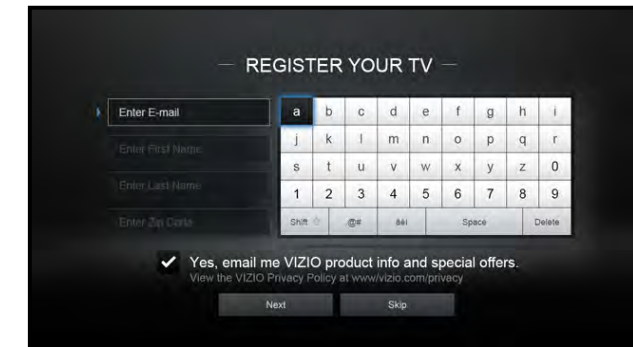 REGISTER YOUR TV
Enter E-mail
Enter First Name
Enter Last Name
Enter Zip Code
a b c d e f g h i
j k l m n o p q r
s t u v w x y z 0
1 2 3 4 5 6 7 8 9
Shift .@# âéí Space Delete
Yes, email me VIZIO product info and special offers.
View the VIZIO Privacy Policy at www/vizio.com/privacy
Next Skip